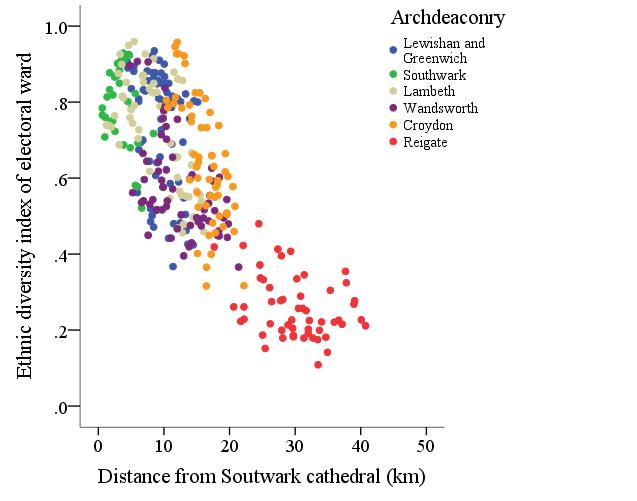 Archdeaconry
Lewishan and
Greenwich
Southwark
Lambeth
Wandsworth
Croydon
Reigate
Ethnic diversity index of electoral ward
1.0
.8
.6
.4
.2
.0
0 10 20 30 40 50
Distance from Soutwark cathedral (km)